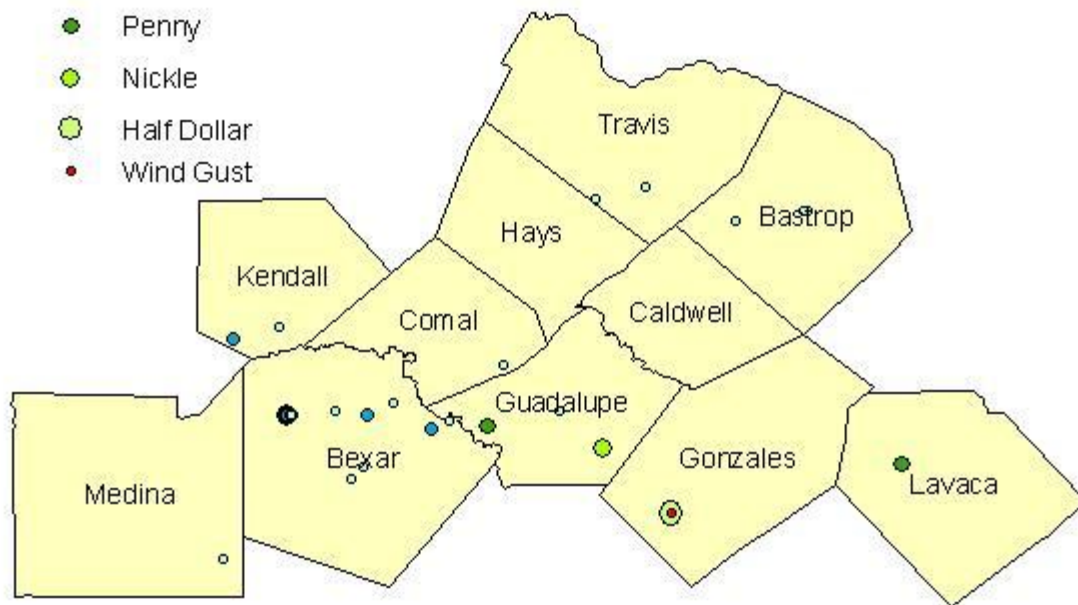 Penny
Nickle
Half Dollar
Wind Gust
Travis
Hays
Bastrop
Kendall
Comal
Caldwell
Guadalupe
Bexar
Gonzales
Medina
Lavaca